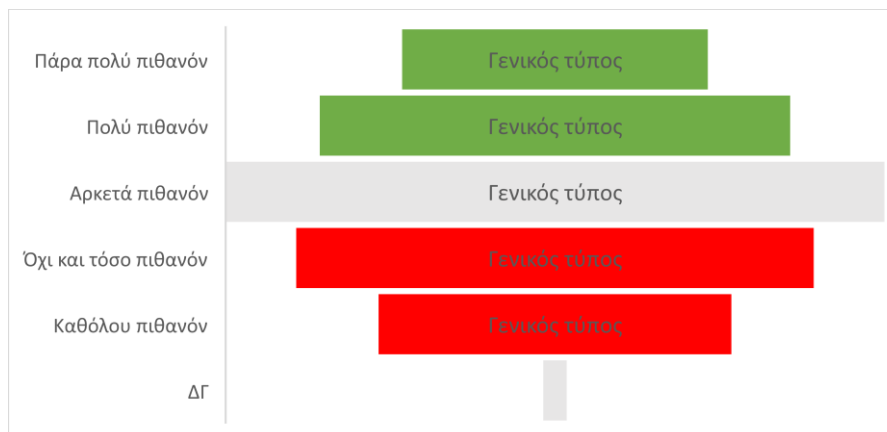 Πάρα πολύ πιθανόν
Γενικός τύπος
Πολύ πιθανόν
Γενικός τύπος
Αρκετά πιθανόν
Γενικός τύπος
Όχι και τόσο πιθανόν
Γενικός τύπος
Καθόλου πιθανόν
Γενικός τύπος
ΔΓ